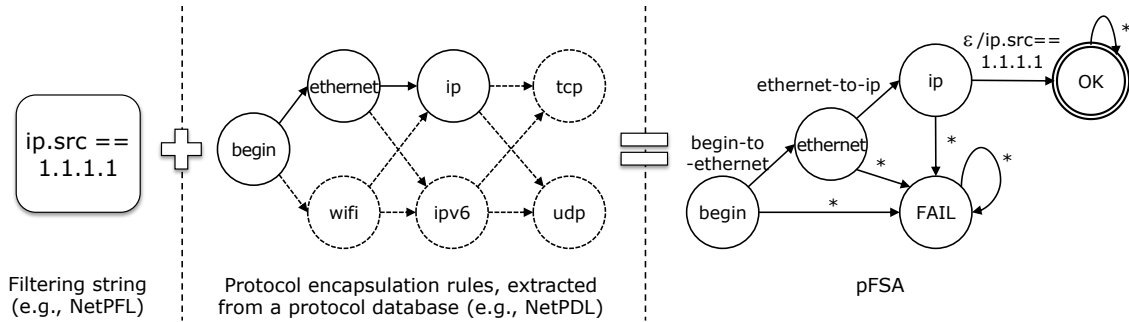 ip.src ==
1.1.1.1
Filtering string
(e.g., NetPFL)
begin
ethernet
ip
tcp
wifi
ipv6
udp
Protocol encapsulation rules, extracted
from a protocol database (e.g., NetPDL)
begin-to
-ethernet
ethernet-to-ip
ε/ip.src==
1.1.1.1
*
OK
ip
ethernet
*
*
*
begin
*
FAIL
pFSA